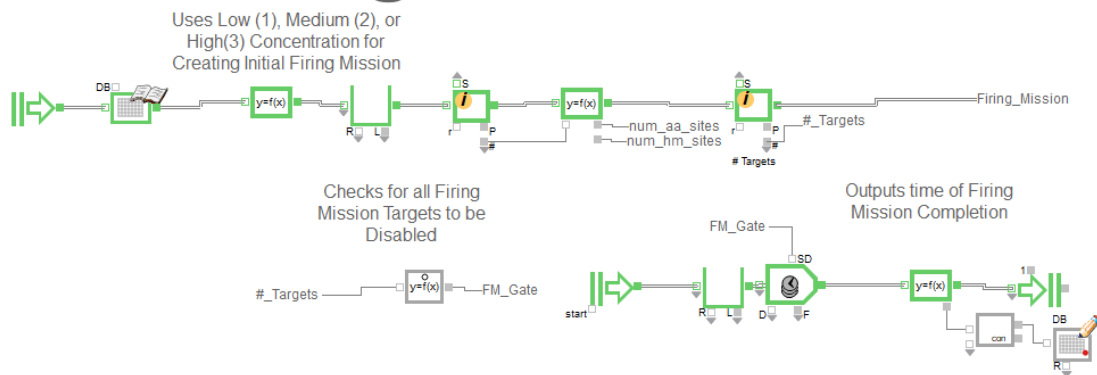 Uses Low (1), Medium (2), or
High(3) Concentration for
Creating Initial Firing Mission
DB
y=f(x)
R
L
i
S
r
P
#
y=f(x)
num_aa_sites
num_hm_sites
i
S
r
P
#
# Targets
Firing_Mission
#_Targets
Checks for all Firing
Mission Targets to be
Disabled
#_Targets
y=f(x)
FM_Gate
Outputs time of Firing
Mission Completion
FM_Gate
start
R
L
SD
D
F
y=f(x)
1
con
DB
R